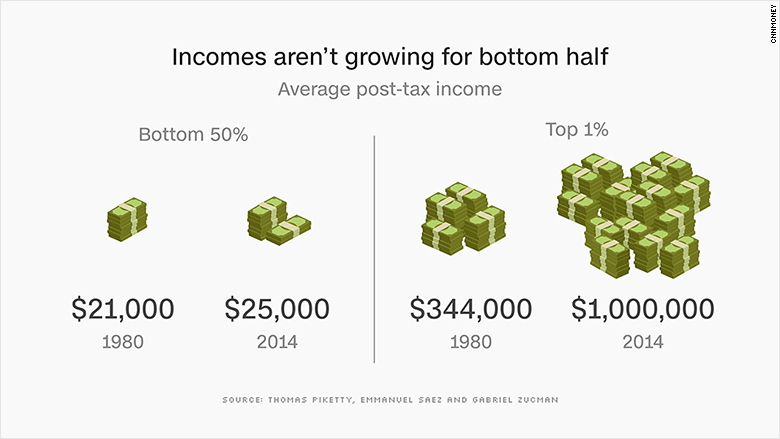 CNNMONEY
Incomes aren’t growing for bottom half
Average post-tax income
Bottom 50%
Top 1%
$21,000
$25,000
$344,000
$1,000,000
1980
2014
1980
2014
SOURCE: THOMAS PIKETTY, EMMANUEL SAEZ AND GABRIEL ZUCMAN